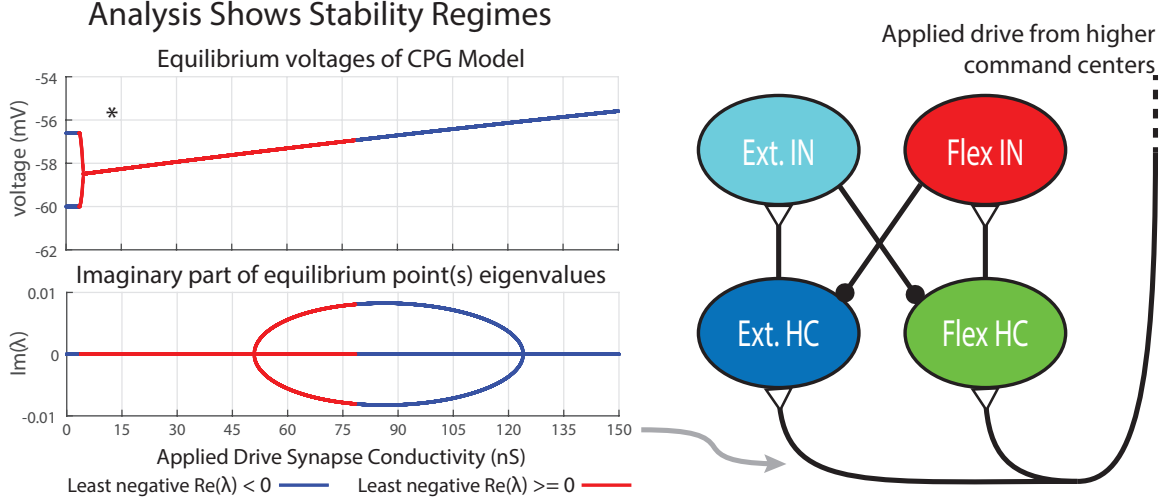 Analysis Shows Stability Regimes
Equilibrium voltages of CPG Model
voltage (mV)
-54
-56
-58
-60
-62
*
Imaginary part of equilibrium point(s) eigenvalues
Im(λ)
0.01
0
-0.01
0 15 30 45 60 75 90 105 120 135 150
Applied Drive Synapse Conductivity (nS)
Least negative Re(λ) < 0
Least negative Re(λ) >= 0
Applied drive from higher
command centers
Ext. IN
Flex IN
Ext. HC
Flex HC